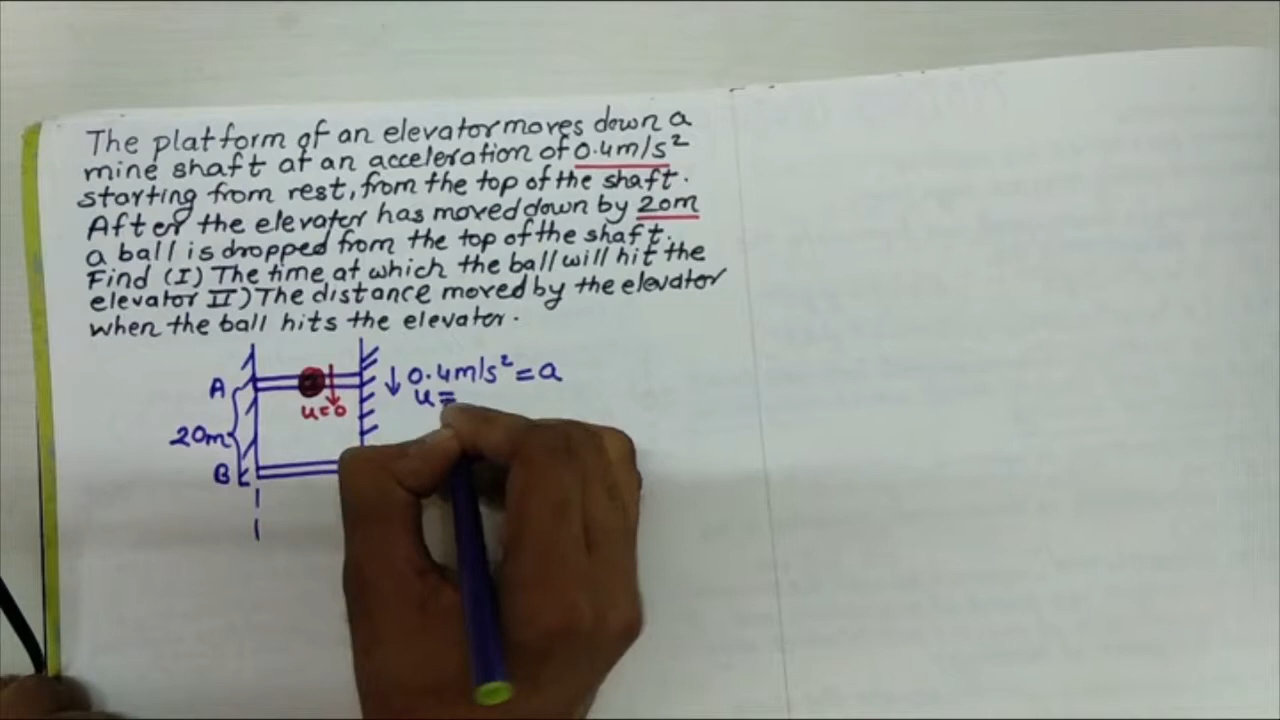 The platform of an elevator moves down a
mine shaft at an acceleration of 0.4m/s²
starting from rest, from the top of the shaft.
After the elevator has moved down by 20m
a ball is dropped from the top of the shaft.
Find (I) The time at which the ball will hit the
elevator II) The distance moved by the elevator
when the ball hits the elevator.
A
↓ 0.4m/s² = a
u=0
u=
20m
B